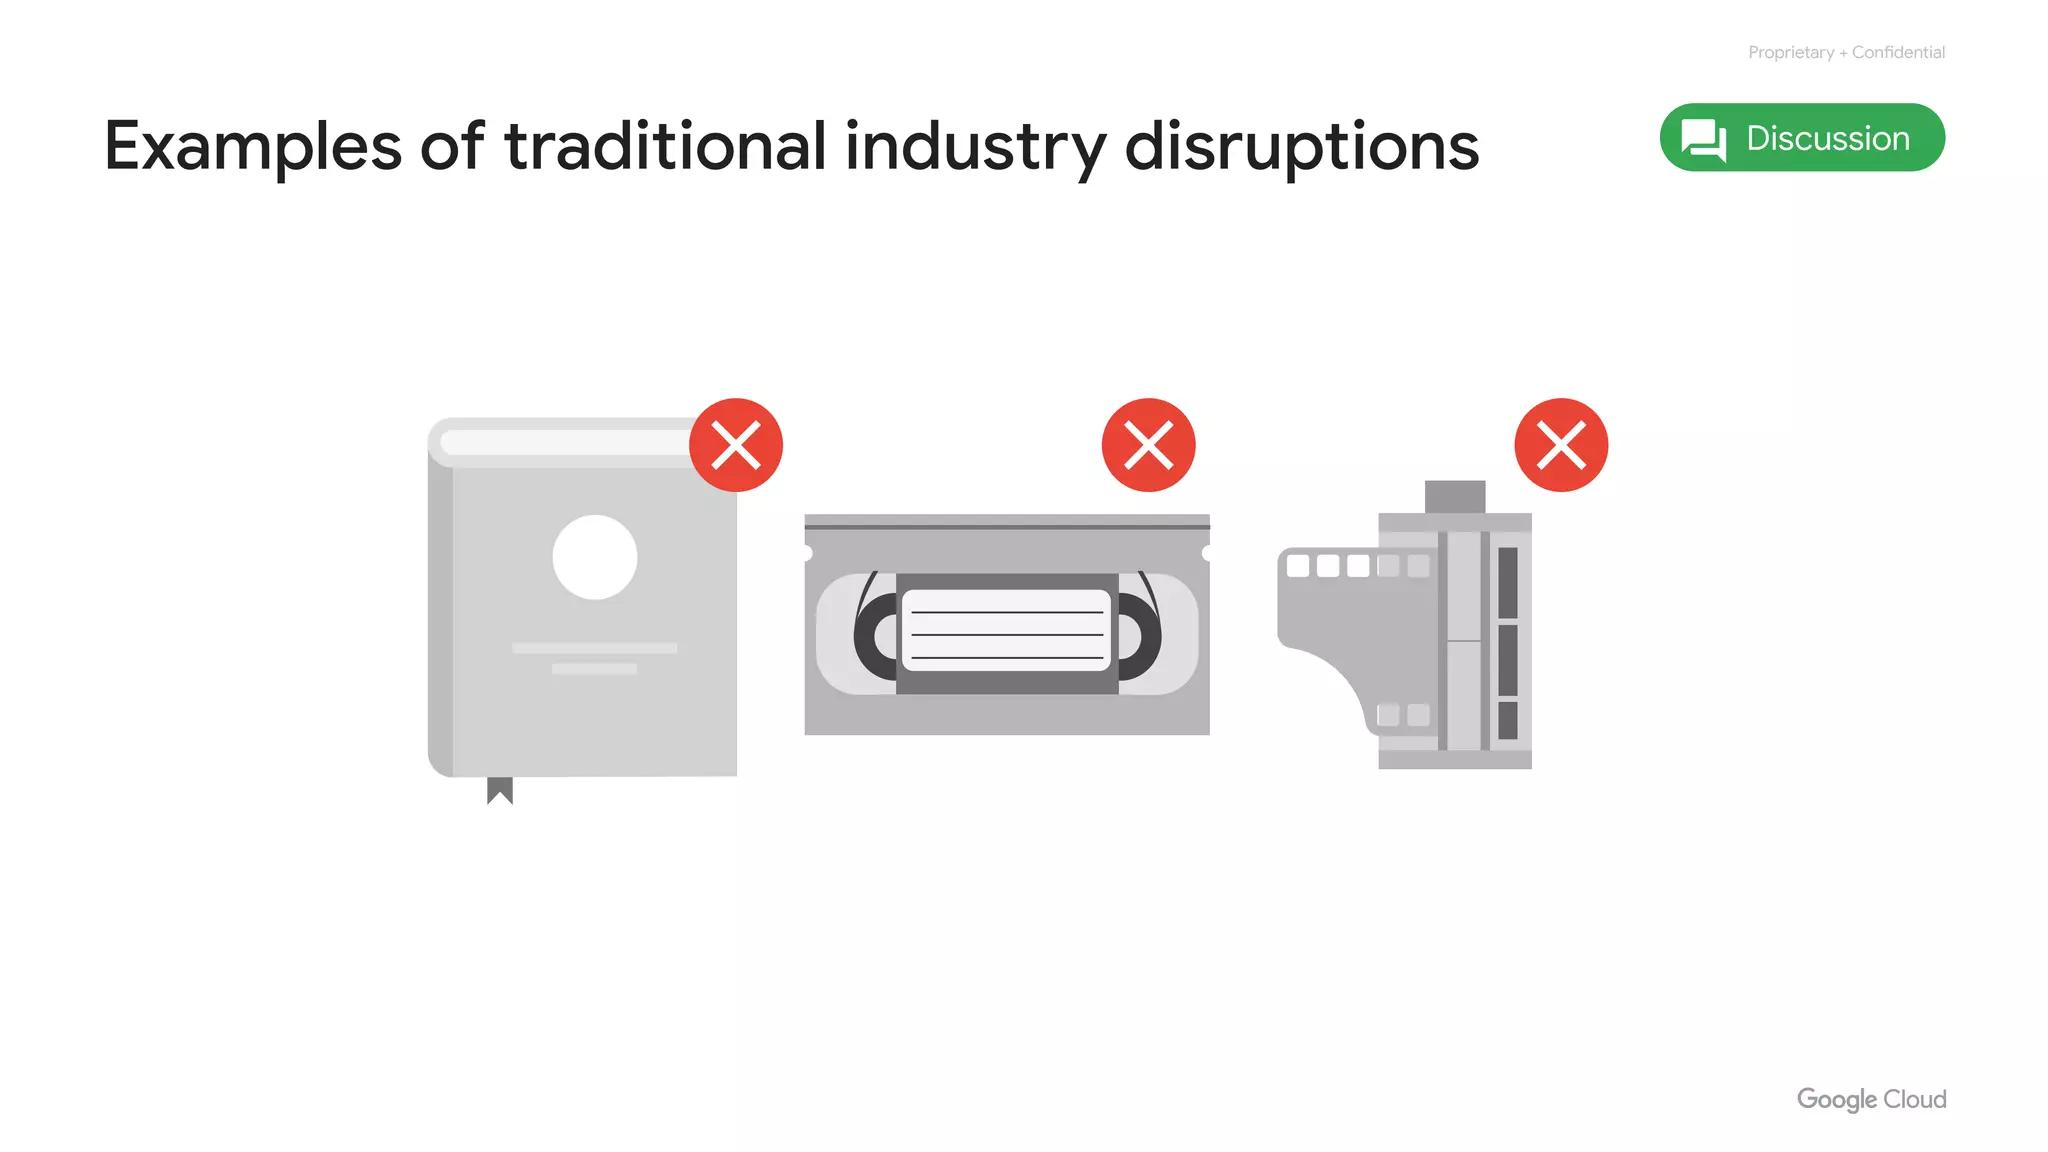 Proprietary + Confidential
Examples of traditional industry disruptions
Discussion
Google Cloud